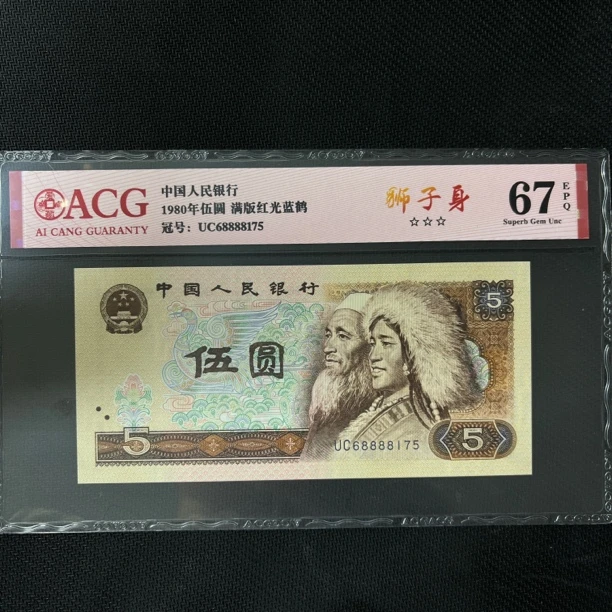 ACG
AI CANG GUARANTY
中国人民银行
1980年伍圆 满版红光蓝鹤
冠号: UC68888175
狮子身
☆☆☆
67
EPQ
Superb Gem Unc
中国人民银行
5
伍圆
5
UC68888175
5